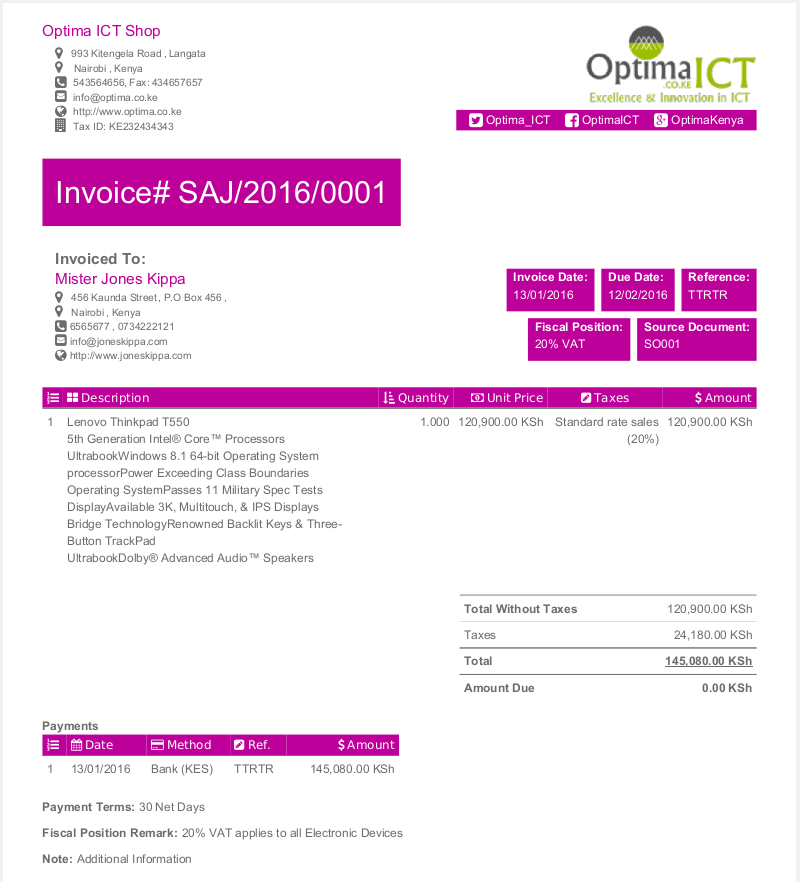 Optima ICT Shop
993 Kitengela Road , Langata
Nairobi , Kenya
543564656, Fax: 434657657
info@optima.co.ke
http://www.optima.co.ke
Tax ID: KE232434343
OptimaICT
.CO.KE
Excellence & Innovation in ICT
Optima_ICT OptimaICT OptimaKenya
Invoice# SAJ/2016/0001
Invoiced To:
Mister Jones Kippa
456 Kaunda Street, P.O Box 456 ,
Nairobi , Kenya
6565677 , 0734222121
info@joneskippa.com
http://www.joneskippa.com
Invoice Date: Due Date: Reference:
13/01/2016 12/02/2016 TTRTR
Fiscal Position: Source Document:
20% VAT SO001
Description Quantity Unit Price Taxes $ Amount
1 Lenovo Thinkpad T550 1.000 120,900.00 KSh Standard rate sales 120,900.00 KSh
5th Generation Intel® Core™ Processors (20%)
UltrabookWindows 8.1 64-bit Operating System
processorPower Exceeding Class Boundaries
Operating SystemPasses 11 Military Spec Tests
DisplayAvailable 3K, Multitouch, & IPS Displays
Bridge TechnologyRenowned Backlit Keys & Three-
Button TrackPad
UltrabookDolby® Advanced Audio™ Speakers
Total Without Taxes 120,900.00 KSh
Taxes 24,180.00 KSh
Total 145,080.00 KSh
Amount Due 0.00 KSh
Payments
Date Method Ref. $ Amount
1 13/01/2016 Bank (KES) TTRTR 145,080.00 KSh
Payment Terms: 30 Net Days
Fiscal Position Remark: 20% VAT applies to all Electronic Devices
Note: Additional Information